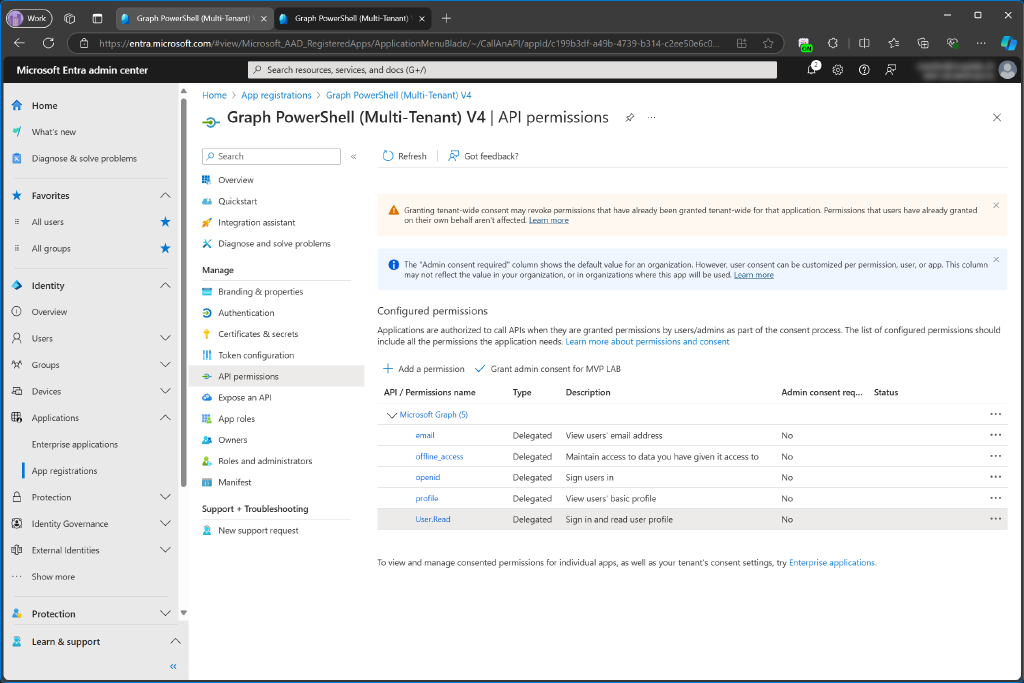 Work
Graph PowerShell (Multi-Tenant)
Graph PowerShell (Multi-Tenant)
https://entra.microsoft.com/#view/Microsoft_AAD_RegisteredApps/ApplicationMenuBlade/~/CallAnAPI/appId/c199b3df-a49b-4739-b314-c2ee50e6c0...
ON
Microsoft Entra admin center
Search resources, services, and docs (G+/)
2
Home
What's new
Diagnose & solve problems
Favorites
All users
All groups
Identity
Overview
Users
Groups
Devices
Applications
Enterprise applications
App registrations
Protection
Identity Governance
External Identities
Show more
Protection
Learn & support
Home > App registrations > Graph PowerShell (Multi-Tenant) V4
Graph PowerShell (Multi-Tenant) V4 | API permissions
Search
Overview
Quickstart
Integration assistant
Diagnose and solve problems
Manage
Branding & properties
Authentication
Certificates & secrets
Token configuration
API permissions
Expose an API
App roles
Owners
Roles and administrators
Manifest
Support + Troubleshooting
New support request
Refresh
Got feedback?
Granting tenant-wide consent may revoke permissions that have already been granted tenant-wide for that application. Permissions that users have already granted
on their own behalf aren't affected. Learn more
The "Admin consent required" column shows the default value for an organization. However, user consent can be customized per permission, user, or app. This column
may not reflect the value in your organization, or in organizations where this app will be used. Learn more
Configured permissions
Applications are authorized to call APIs when they are granted permissions by users/admins as part of the consent process. The list of configured permissions should
include all the permissions the application needs. Learn more about permissions and consent
Add a permission
Grant admin consent for MVP LAB
API / Permissions name Type Description Admin consent req... Status
Microsoft Graph (5)
email Delegated View users' email address No
offline_access Delegated Maintain access to data you have given it access to No
openid Delegated Sign users in No
profile Delegated View users' basic profile No
User.Read Delegated Sign in and read user profile No
To view and manage consented permissions for individual apps, as well as your tenant's consent settings, try Enterprise applications.